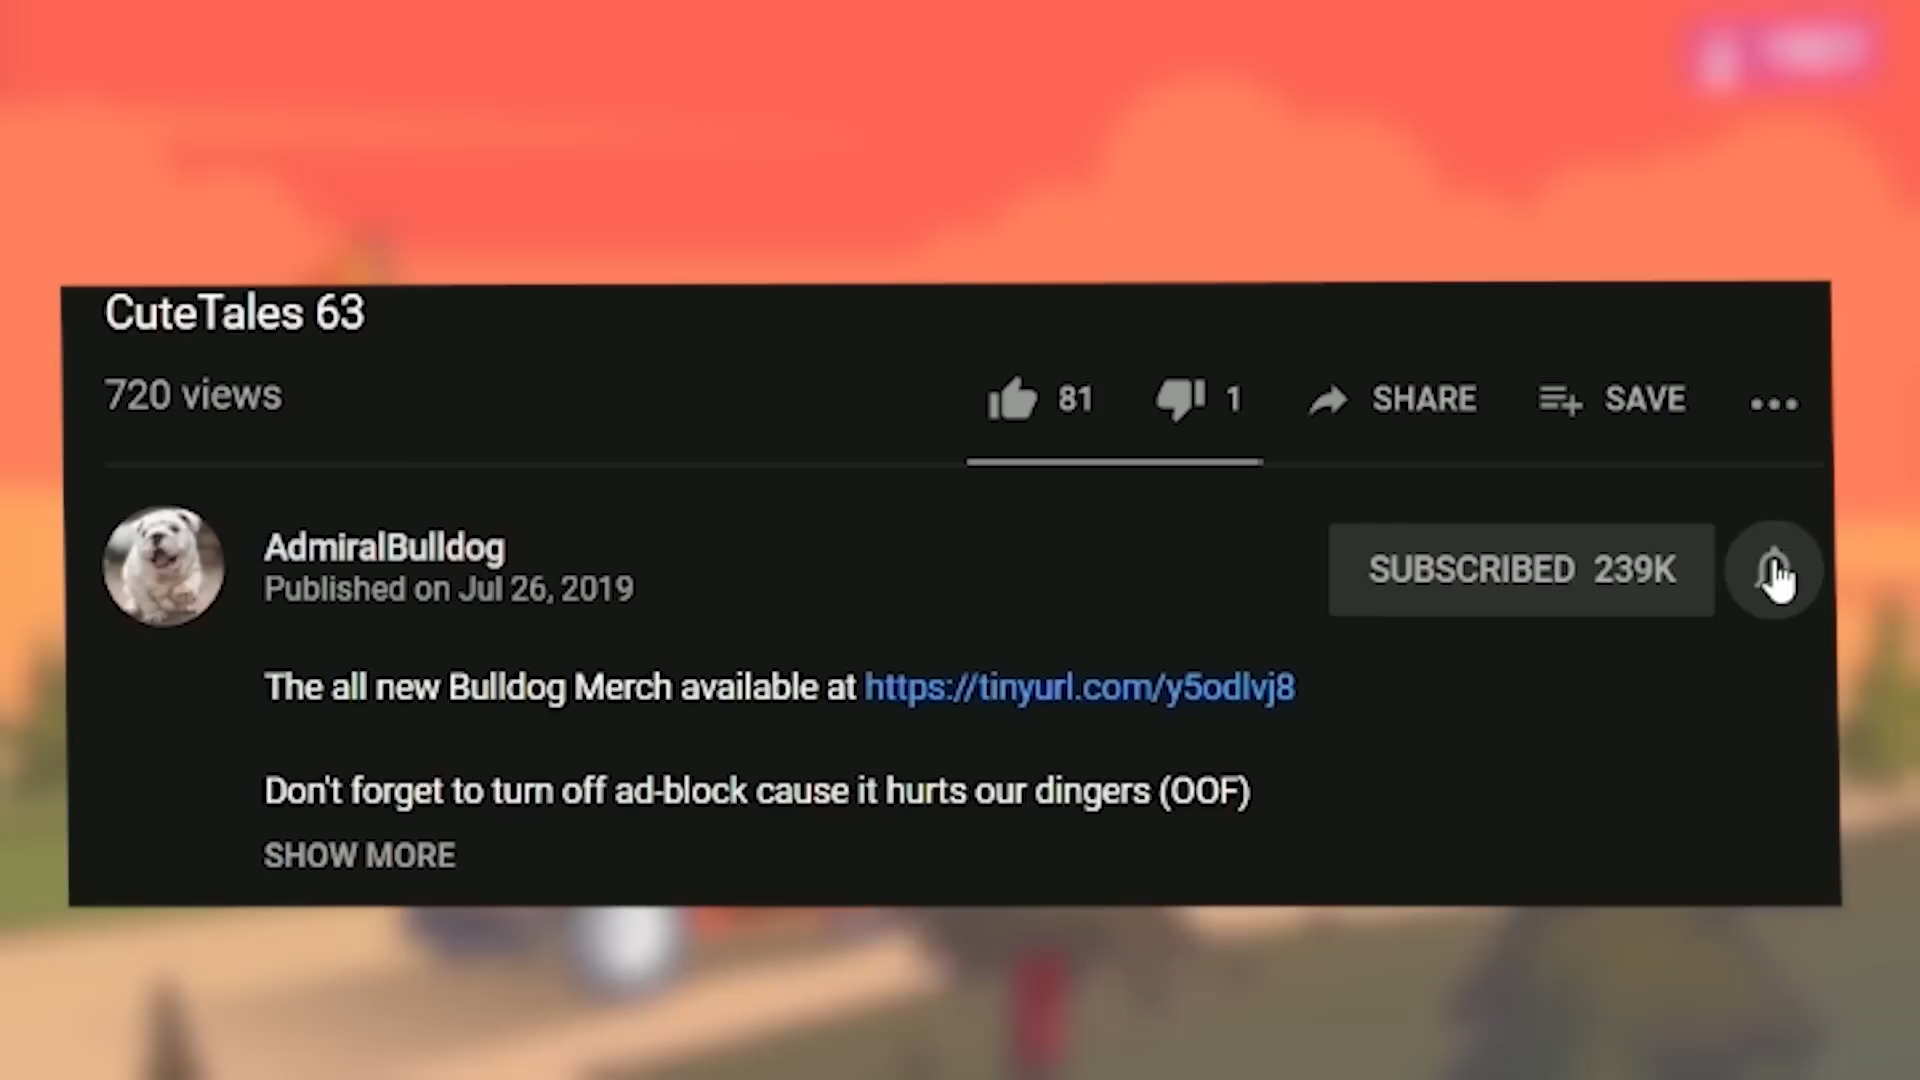 CuteTales 63
720 views
81 1 SHARE SAVE
AdmiralBulldog
Published on Jul 26, 2019
SUBSCRIBED 239K
The all new Bulldog Merch available at https://tinyurl.com/y5odlvj8
Don't forget to turn off ad-block cause it hurts our dingers (OOF)
SHOW MORE